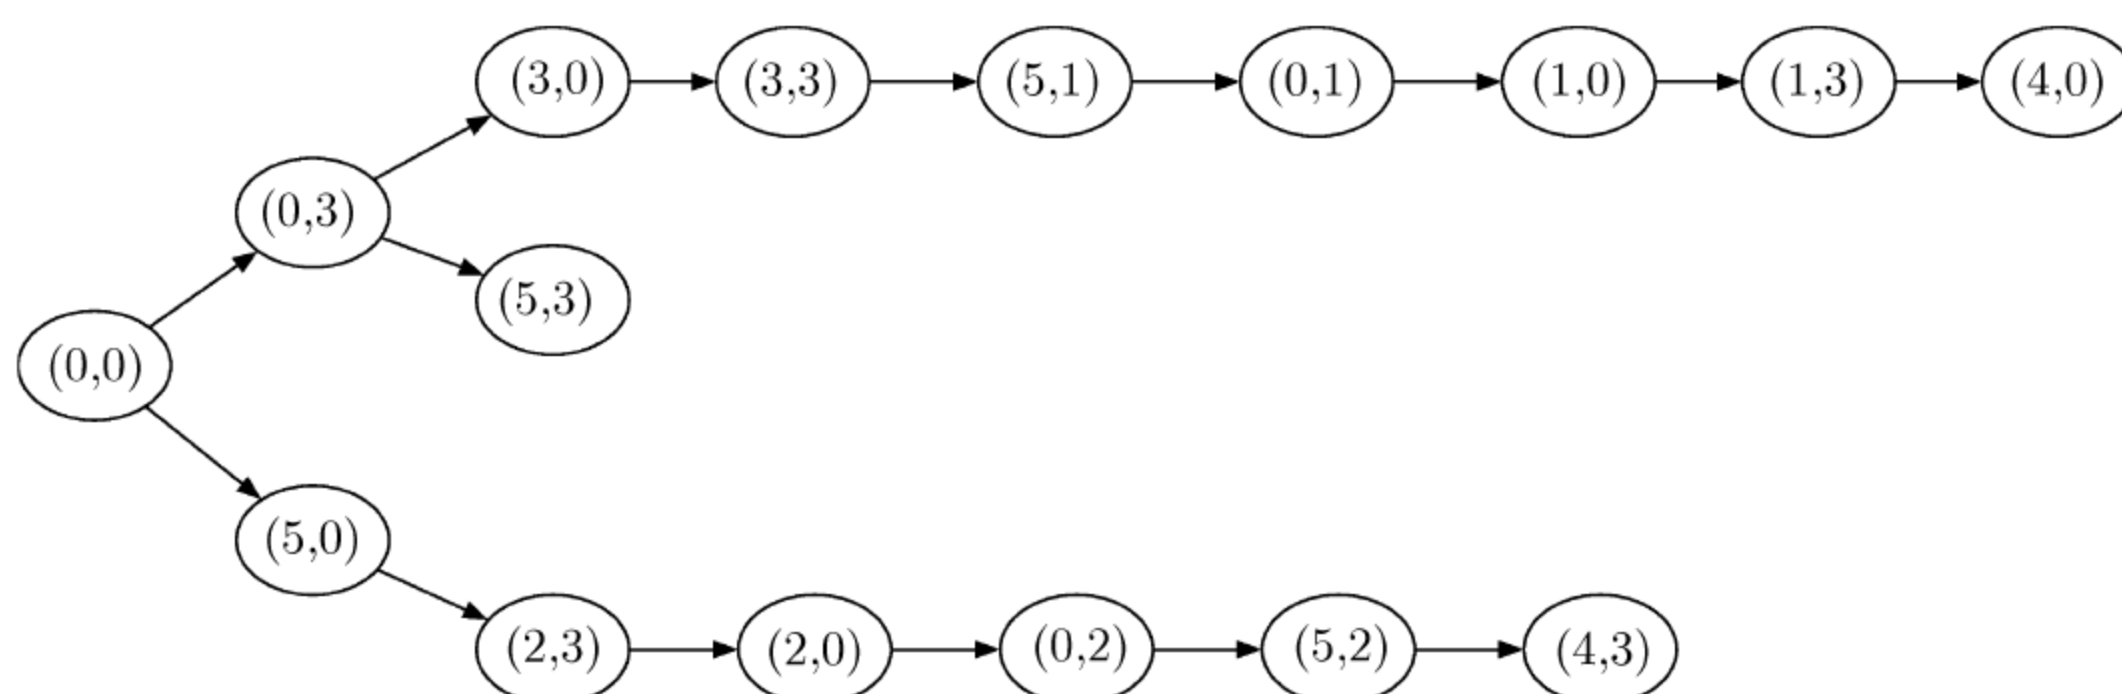 (3,0) (3,3) (5,1) (0,1) (1,0) (1,3) (4,0)
(0,3)
(5,3)
(0,0)
(5,0)
(2,3) (2,0) (0,2) (5,2) (4,3)